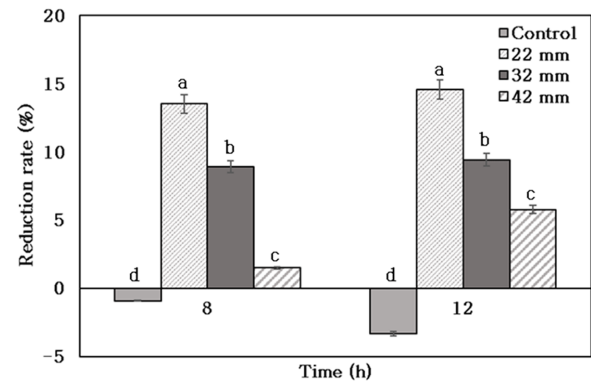 20
Control
22 mm
32 mm
42 mm
15
a
a
10
b
b
Reduction rate (%)
5
c
c
d
d
0
8
12
−5
Time (h)